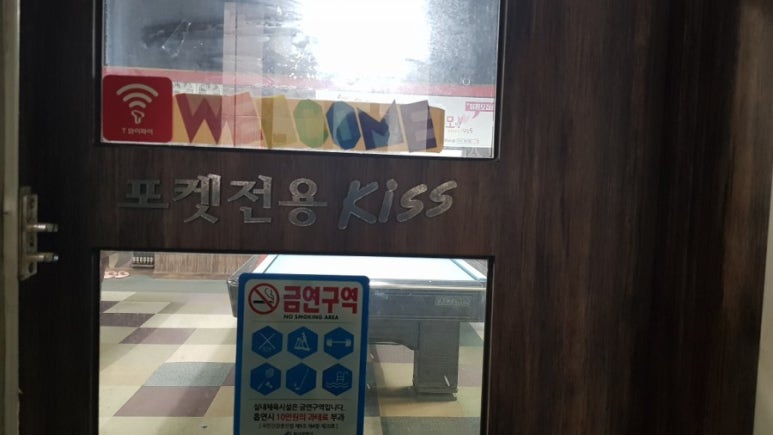 T 와이파이
WELCOME
포켓전용 Kiss
금연구역
NO SMOKING AREA
실내체육시설은 금연구역입니다.
흡연시 10만원의 과태료 부과